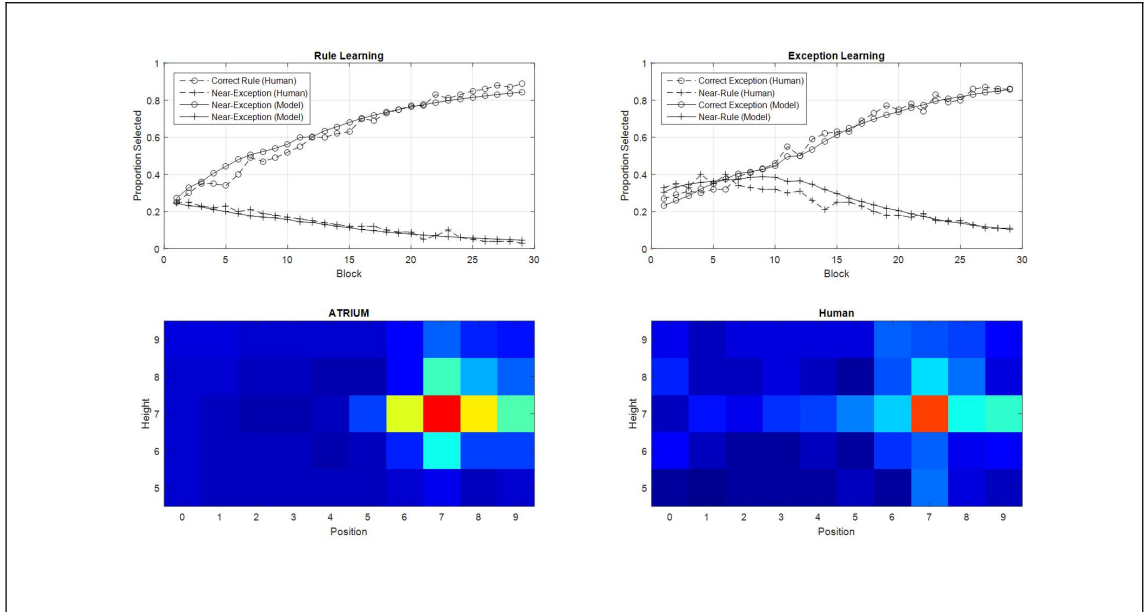 Rule Learning
Correct Rule (Human)
Near-Exception (Human)
Near-Exception (Model)
Near-Exception (Model)
Proportion Selected
1
0.8
0.6
0.4
0.2
0
0 5 10 15 20 25 30
Block
Exception Learning
Correct Exception (Human)
Near-Rule (Human)
Correct Exception (Model)
Near-Rule (Model)
Proportion Selected
1
0.8
0.6
0.4
0.2
0
0 5 10 15 20 25 30
Block
ATRIUM
Height
9
8
7
6
5
0 1 2 3 4 5 6 7 8 9
Position
Human
Height
9
8
7
6
5
0 1 2 3 4 5 6 7 8 9
Position